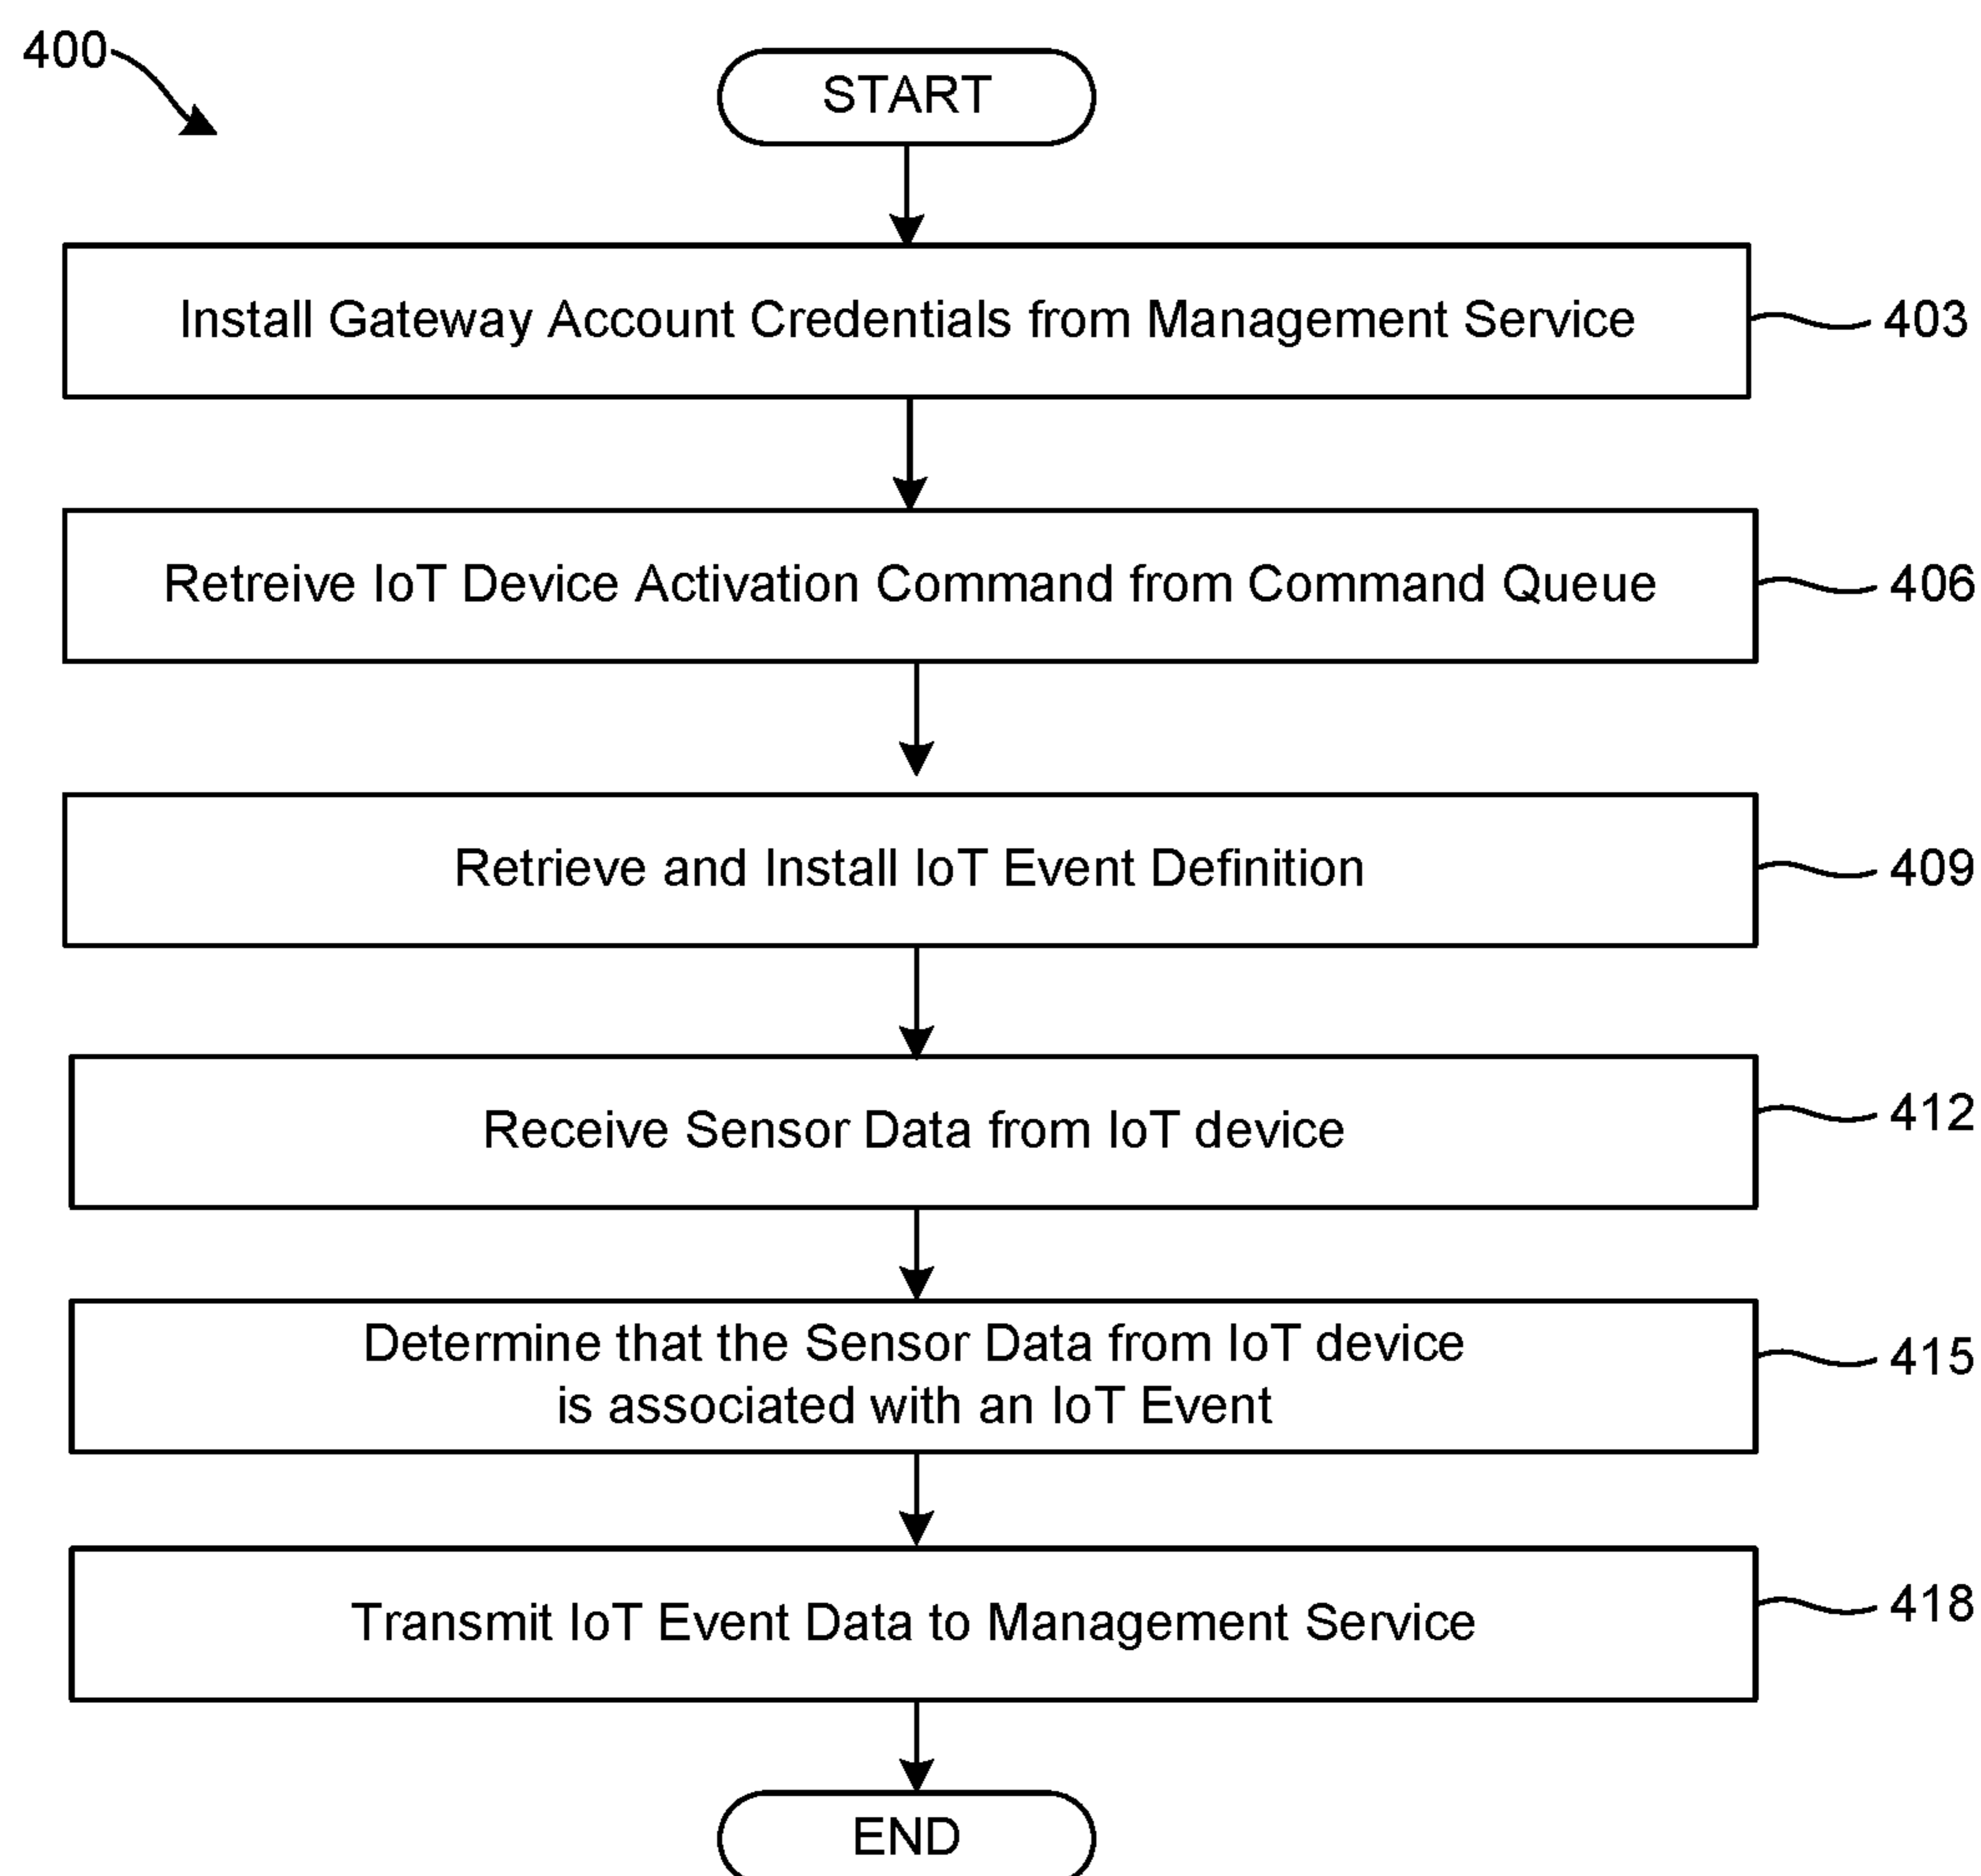 400
START
Install Gateway Account Credentials from Management Service
403
Retreive IoT Device Activation Command from Command Queue
406
Retrieve and Install IoT Event Definition
409
Receive Sensor Data from IoT device
412
Determine that the Sensor Data from IoT device
is associated with an IoT Event
415
Transmit IoT Event Data to Management Service
418
END